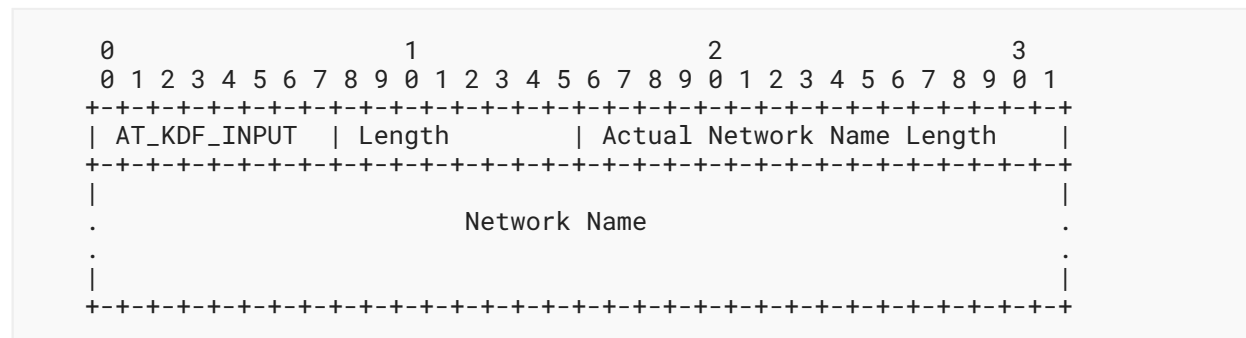 0                   1                   2                   3
 0 1 2 3 4 5 6 7 8 9 0 1 2 3 4 5 6 7 8 9 0 1 2 3 4 5 6 7 8 9 0 1
+-+-+-+-+-+-+-+-+-+-+-+-+-+-+-+-+-+-+-+-+-+-+-+-+-+-+-+-+-+-+-+-+
| AT_KDF_INPUT  | Length        | Actual Network Name Length    |
+-+-+-+-+-+-+-+-+-+-+-+-+-+-+-+-+-+-+-+-+-+-+-+-+-+-+-+-+-+-+-+-+
|                                                               |
.                        Network Name                           .
.                                                               .
|                                                               |
+-+-+-+-+-+-+-+-+-+-+-+-+-+-+-+-+-+-+-+-+-+-+-+-+-+-+-+-+-+-+-+-+